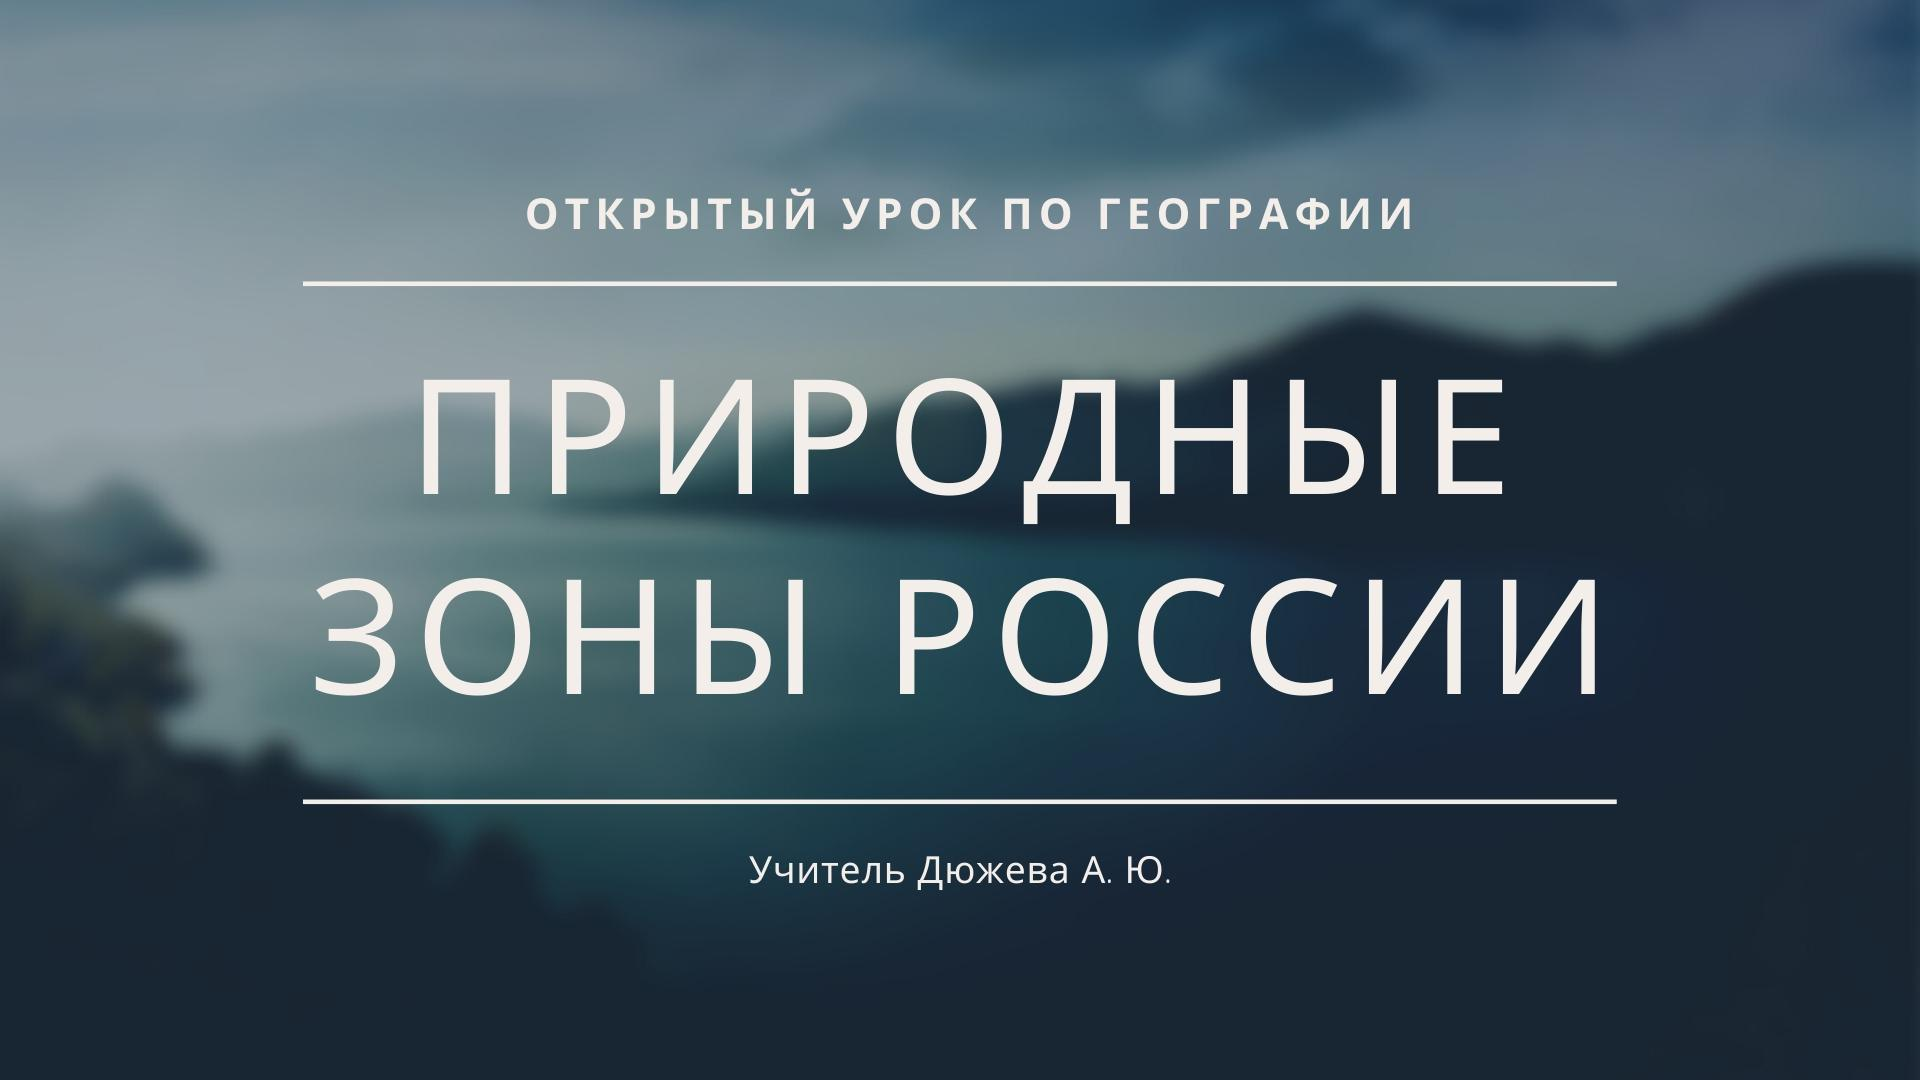 ОТКРЫТЫЙ УРОК ПО ГЕОГРАФИИ
ПРИРОДНЫЕ
ЗОНЫ РОССИИ
Учитель Дюжева А. Ю.